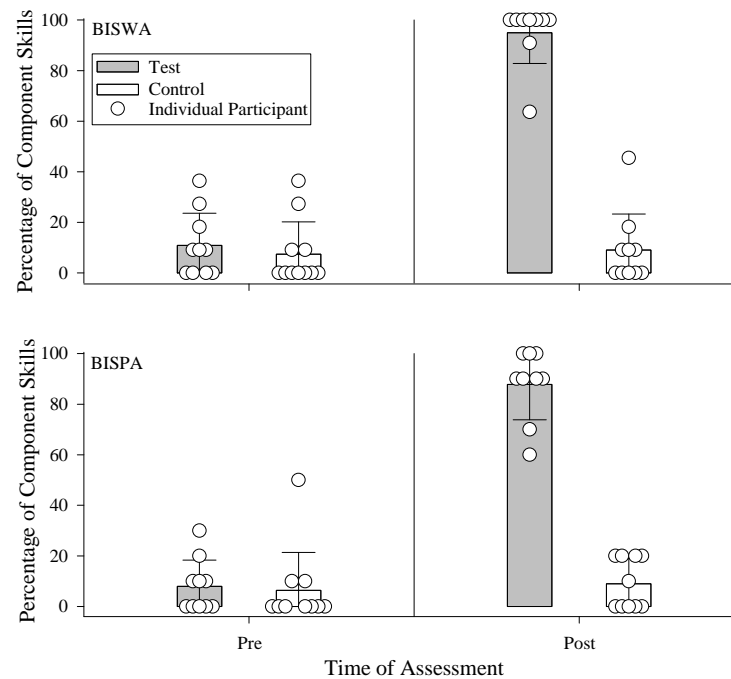 BISWA
Test
Control
Individual Participant
Percentage of Component Skills
100
80
60
40
20
0
BISPA
Percentage of Component Skills
100
80
60
40
20
0
Pre
Post
Time of Assessment